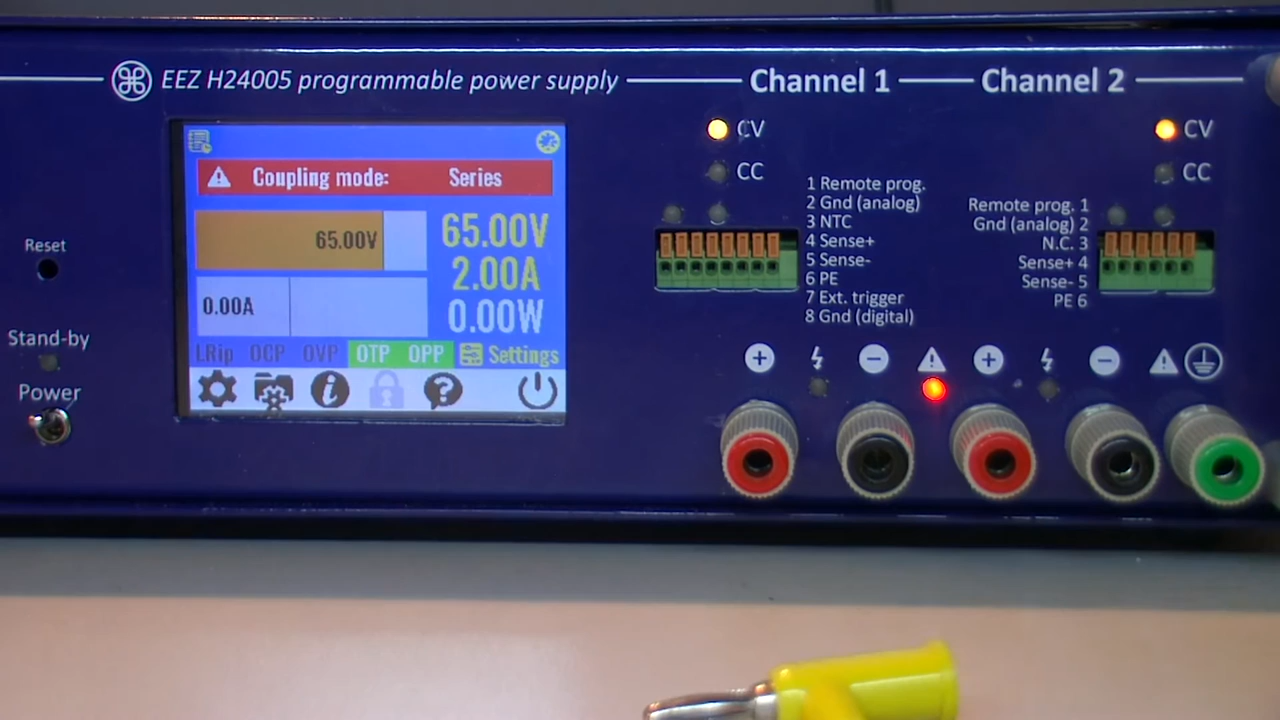 EEZ H24005 programmable power supply
Channel 1
Channel 2
Coupling mode: Series
65.00V
65.00V
2.00A
0.00A
0.00W
LRip OCP OVP OTP OPP Settings
Reset
Stand-by
Power
CV
CC
1 Remote prog.
2 Gnd (analog)
3 NTC
4 Sense+
5 Sense-
6 PE
7 Ext. trigger
8 Gnd (digital)
CV
CC
Remote prog. 1
Gnd (analog) 2
N.C. 3
Sense+ 4
Sense- 5
PE 6